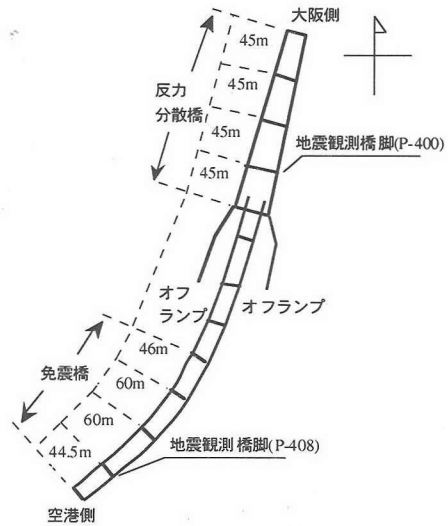 大阪側
45m
45m
反力
分散橋
45m
地震観測橋脚(P-400)
45m
オフ
ランプ
オフランプ
46m
免震橋
60m
60m
44.5m
地震観測橋脚(P-408)
空港側